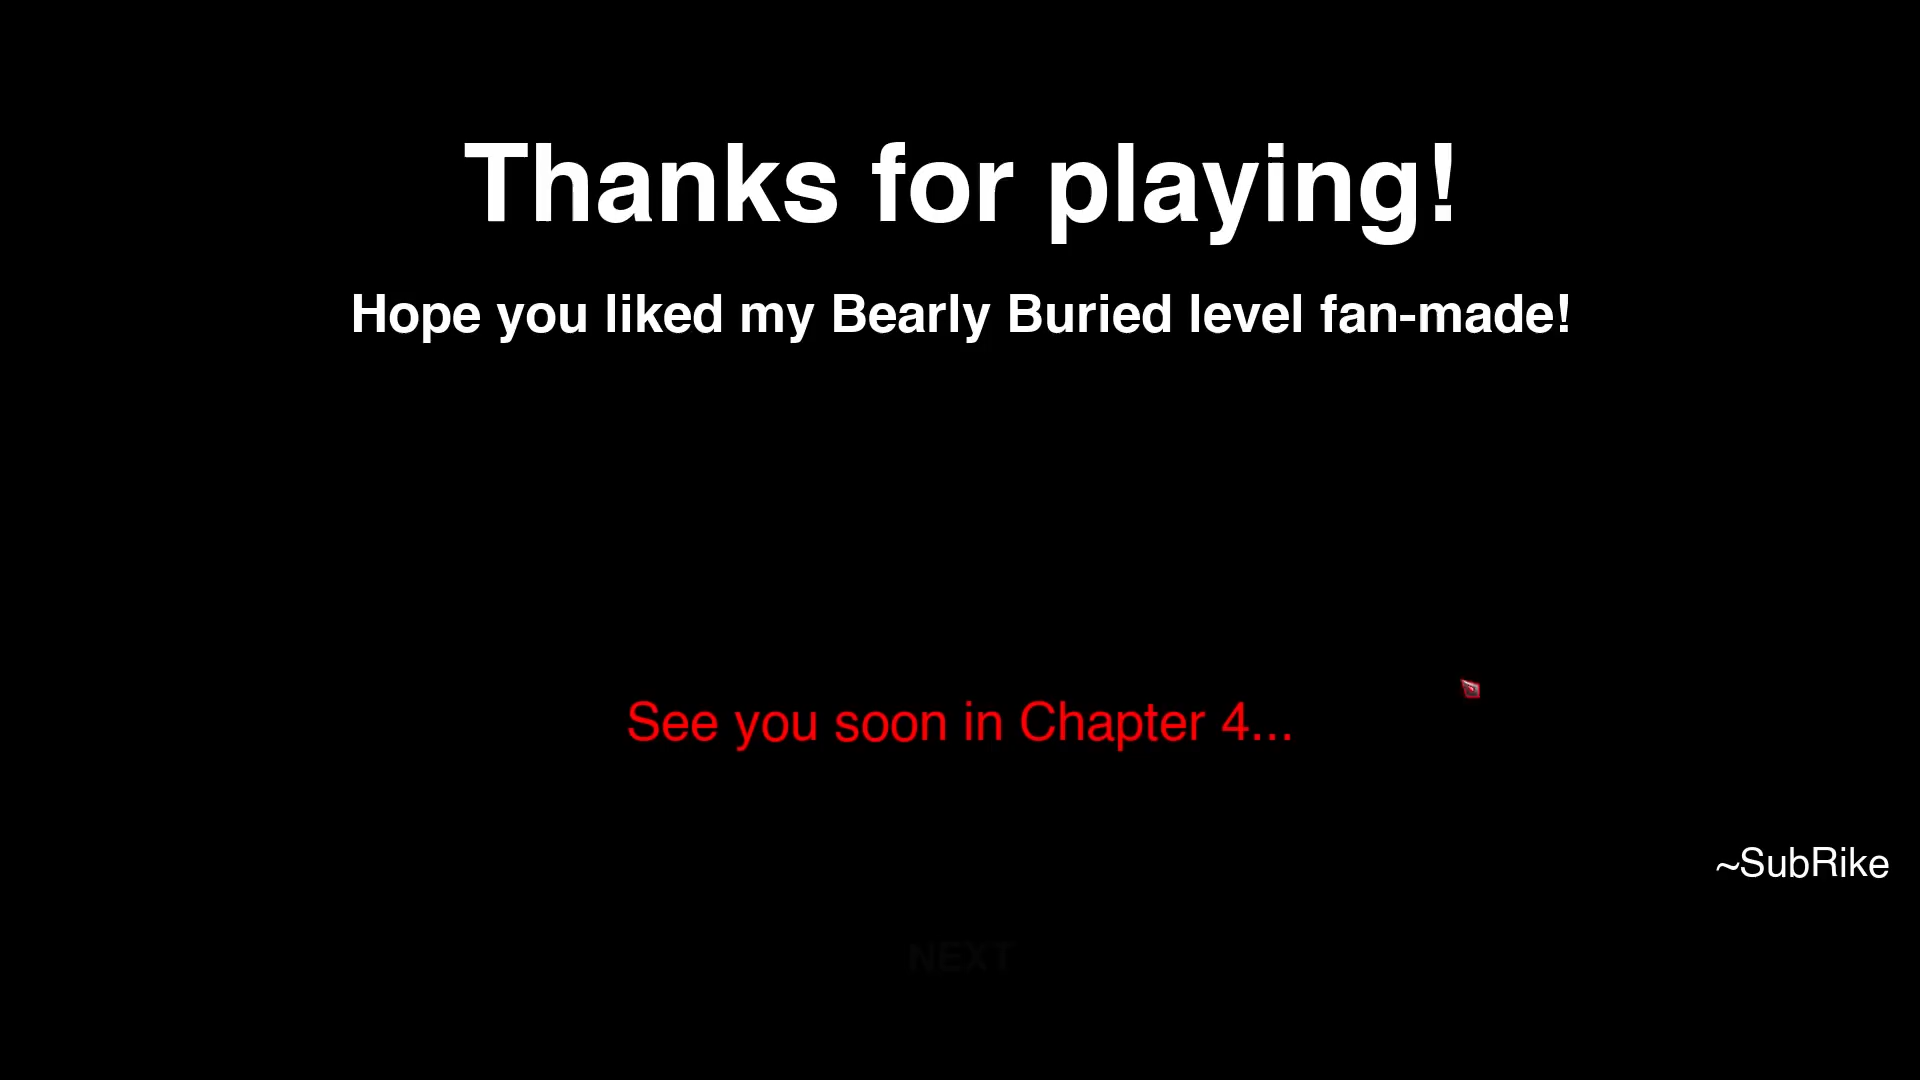 Thanks for playing!
Hope you liked my Bearly Buried level fan-made!
See you soon in Chapter 4...
~SubRike
NEXT